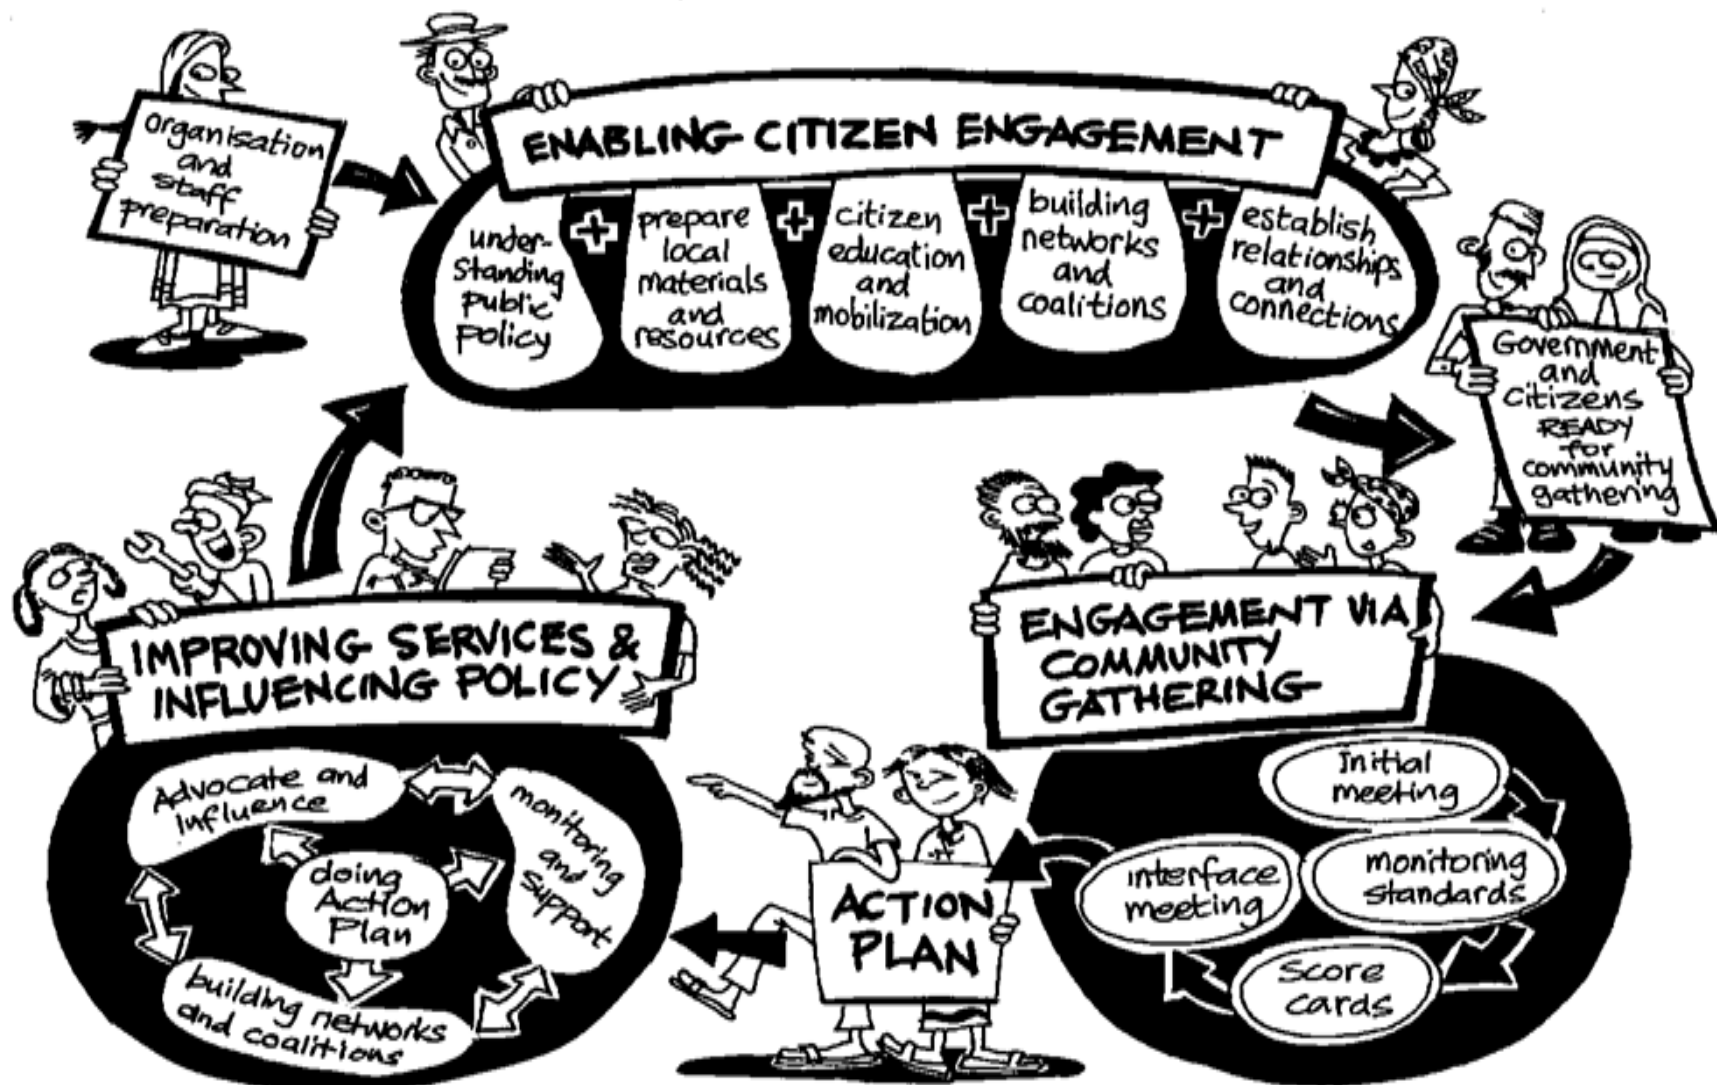 organisation
and
staff
preparation
ENABLING CITIZEN ENGAGEMENT
under-
standing
public
policy
+
prepare
local
materials
and
resources
+
citizen
education
and
mobilization
+
building
networks
and
coalitions
+
establish
relationships
and
connections
Government
and
citizens
READY
for
community
gathering
ENGAGEMENT VIA
COMMUNITY
GATHERING
Initial
meeting
monitoring
standards
score
cards
interface
meeting
ACTION
PLAN
IMPROVING SERVICES &
INFLUENCING POLICY
Advocate and
influence
monitoring
and
support
doing
Action
Plan
building networks
and coalitions